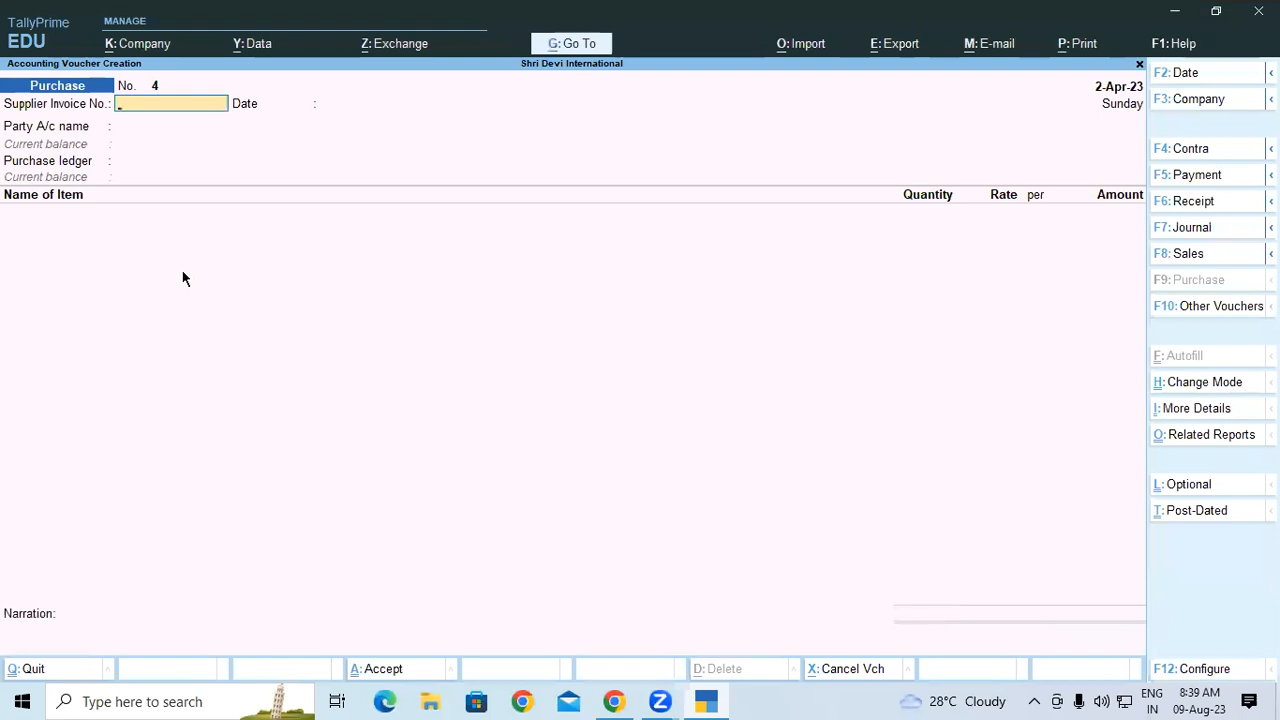 TallyPrime
EDU
MANAGE
K: Company
Y: Data
Z: Exchange
G: Go To
O: Import
E: Export
M: E-mail
P: Print
F1: Help
Accounting Voucher Creation
Shri Devi International
Purchase No. 4
2-Apr-23
Supplier Invoice No.: Date :
Sunday
Party A/c name :
Current balance :
Purchase ledger :
Current balance :
Name of Item Quantity Rate per Amount
F2: Date
F3: Company
F4: Contra
F5: Payment
F6: Receipt
F7: Journal
F8: Sales
F9: Purchase
F10: Other Vouchers
F: Autofill
H: Change Mode
I: More Details
O: Related Reports
L: Optional
T: Post-Dated
Narration:
Q: Quit
A: Accept
D: Delete
X: Cancel Vch
F12: Configure
Type here to search
28°C Cloudy
ENG
IN
8:39 AM
09-Aug-23